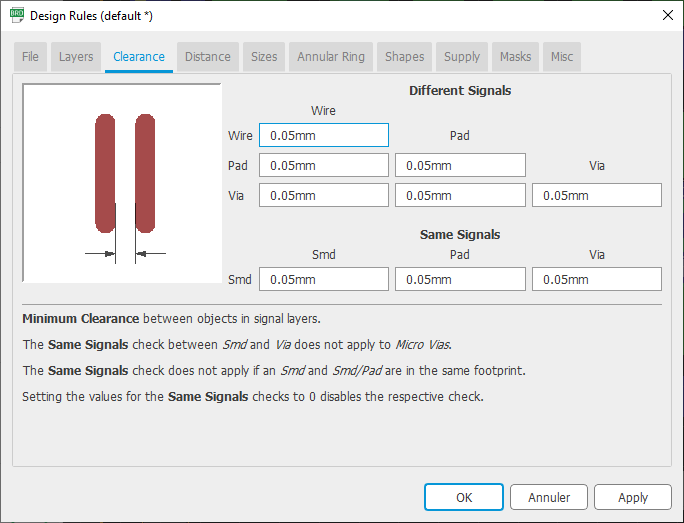 BRD
Design Rules (default *)
File Layers Clearance Distance Sizes Annular Ring Shapes Supply Masks Misc
Different Signals
Wire
Wire 0.05mm Pad
Pad 0.05mm 0.05mm Via
Via 0.05mm 0.05mm 0.05mm
Same Signals
Smd Pad Via
Smd 0.05mm 0.05mm 0.05mm
Minimum Clearance between objects in signal layers.
The Same Signals check between Smd and Via does not apply to Micro Vias.
The Same Signals check does not apply if an Smd and Smd/Pad are in the same footprint.
Setting the values for the Same Signals checks to 0 disables the respective check.
OK Annuler Apply